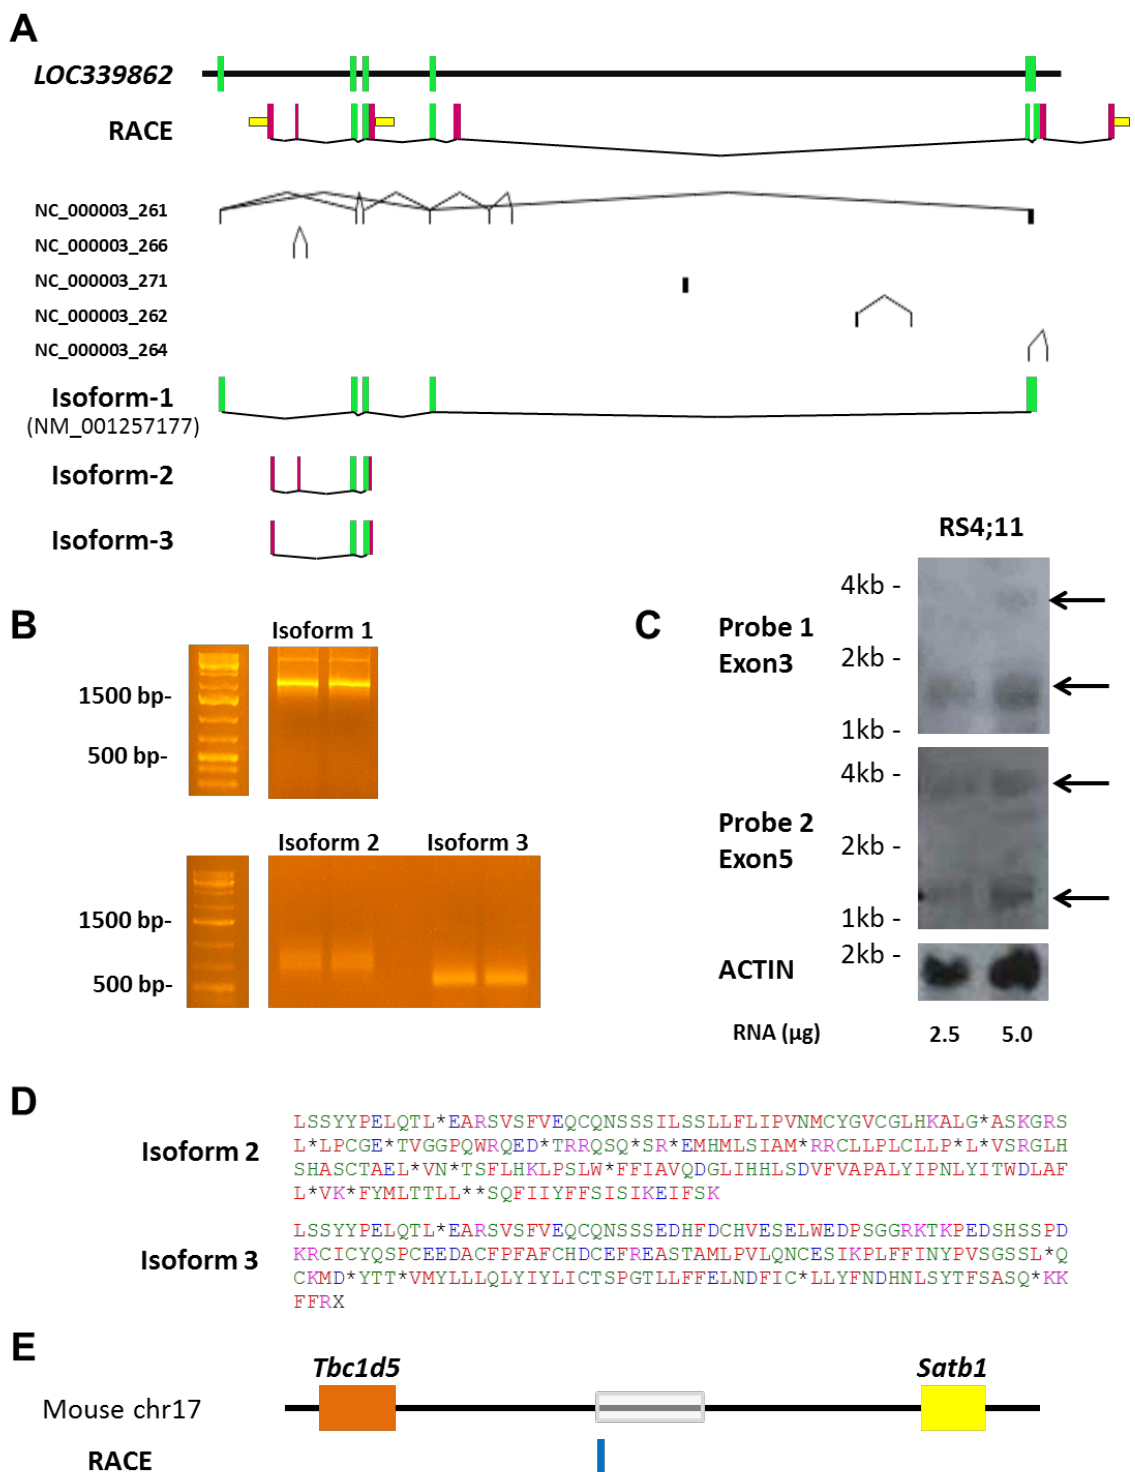 A
LOC339862
RACE
NC_000003_261
NC_000003_266
NC_000003_271
NC_000003_262
NC_000003_264
Isoform-1
(NM_001257177)
Isoform-2
Isoform-3
B
Isoform 1
1500 bp-
500 bp-
Isoform 2 Isoform 3
1500 bp-
500 bp-
C
RS4;11
4kb -
Probe 1
Exon3
2kb -
1kb -
4kb -
Probe 2
Exon5
2kb -
1kb -
ACTIN
2kb -
RNA (µg) 2.5 5.0
D
Isoform 2
LSSYYPELQTL*EARSVSFVEQCQNSSSILSSLLFLIPVNMCYGVCGLHKALG*ASKGRS
L*LPCGE*TVGGPQWRQED*TRRQSQ*SR*EMHMLSIAM*RRCLLPLCLLP*L*VSRGLH
SHASCTAEL*VN*TSFLHKLPSLW*FFIAVQDGLIHHLSDVFVAPALYIPNLYITWDLAF
L*VK*FYMLTTLL**SQFIIYFFSISIKEIFSK
Isoform 3
LSSYYPELQTL*EARSVSFVEQCQNSSSEDHFDCHVESELWEDPSGGRKTKPEDSHSSPD
KRCICYQSPCEEDACFPFAFCHDCEFREASTAMLPVLQNCESIKPLFFINYPVSGSSL*Q
CKMD*YTT*VMYLLLQLYIYLICTSPGTLLFFELNDFIC*LLYFNDHNLSYTFSASQ*KK
FFRX
E
Tbc1d5 Satb1
Mouse chr17
RACE